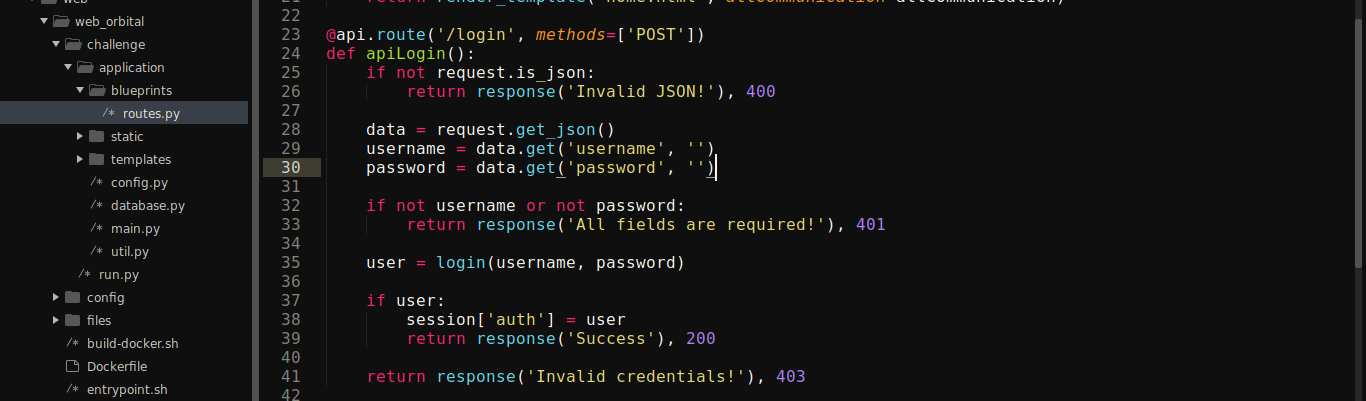 web
web_orbital
challenge
application
blueprints
/* routes.py
static
templates
/* config.py
/* database.py
/* main.py
/* util.py
/* run.py
config
files
/* build-docker.sh
Dockerfile
/* entrypoint.sh
22
23 @api.route('/login', methods=['POST'])
24 def apiLogin():
25 if not request.is_json:
26 return response('Invalid JSON!'), 400
27
28 data = request.get_json()
29 username = data.get('username', '')
30 password = data.get('password', '')
31
32 if not username or not password:
33 return response('All fields are required!'), 401
34
35 user = login(username, password)
36
37 if user:
38 session['auth'] = user
39 return response('Success'), 200
40
41 return response('Invalid credentials!'), 403
42